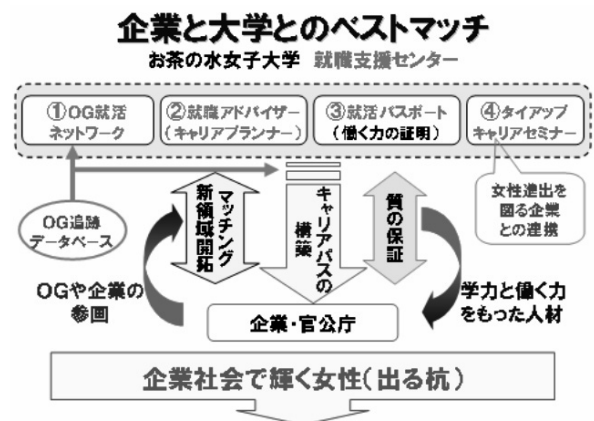 企業と大学とのベストマッチ
お茶の水女子大学 就職支援センター
①OG就活
ネットワーク
②就職アドバイザー
(キャリアプランナー)
③就活パスポート
(働く力の証明)
④タイアップ
キャリアセミナー
OG追跡
データベース
マッチング
新領域開拓
キャリアパスの
構築
質の保証
女性進出を
図る企業
との連携
OGや企業の
参画
学力と働く力
をもった人材
企業・官公庁
企業社会で輝く女性(出る杭)